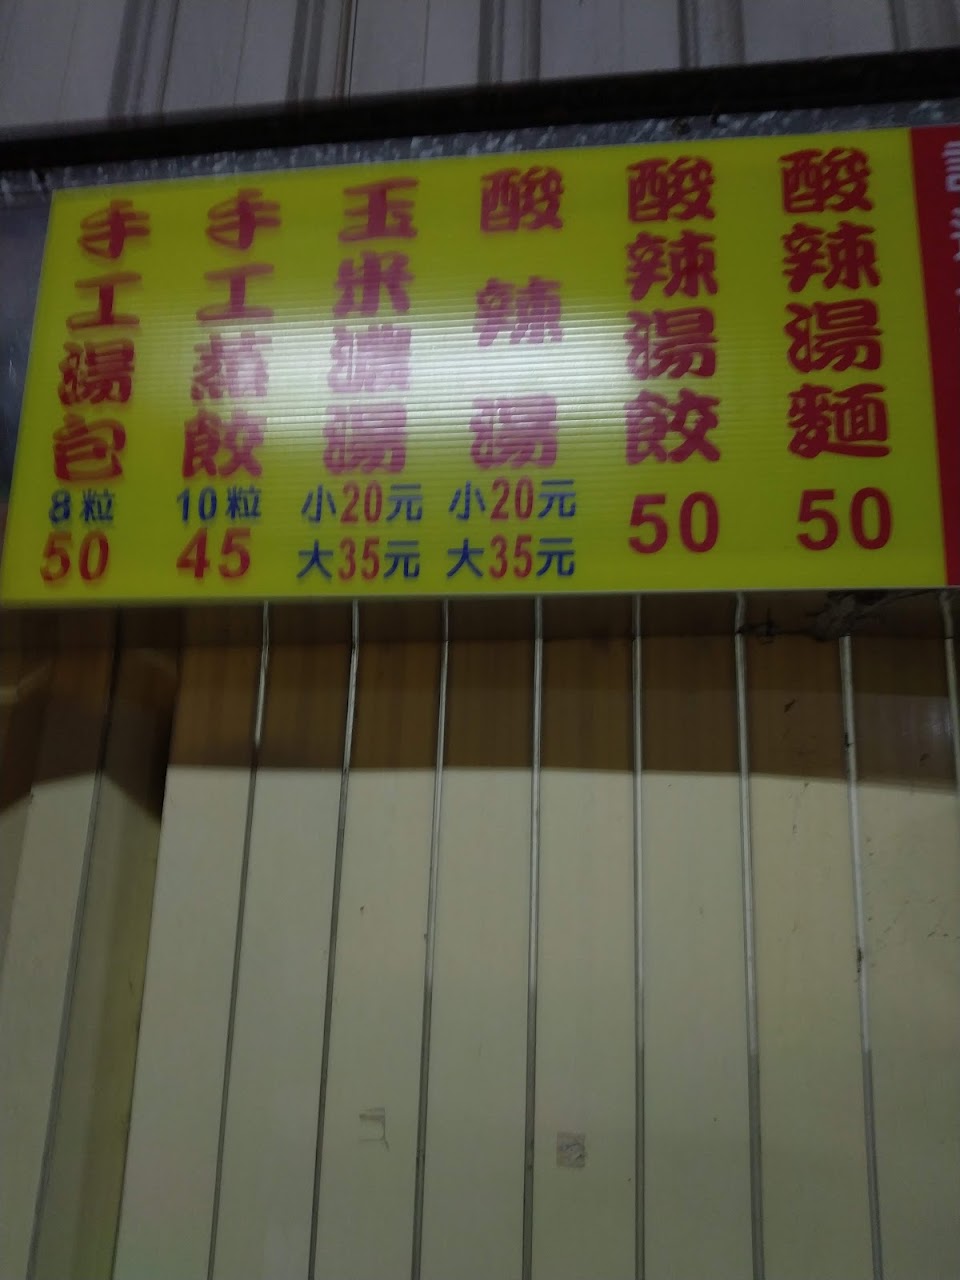 酸辣湯麵
50
酸辣湯餃
50
酸辣湯
小20元
大35元
玉米濃湯
小20元
大35元
手工蒸餃
10粒
45
手工湯包
8粒
50